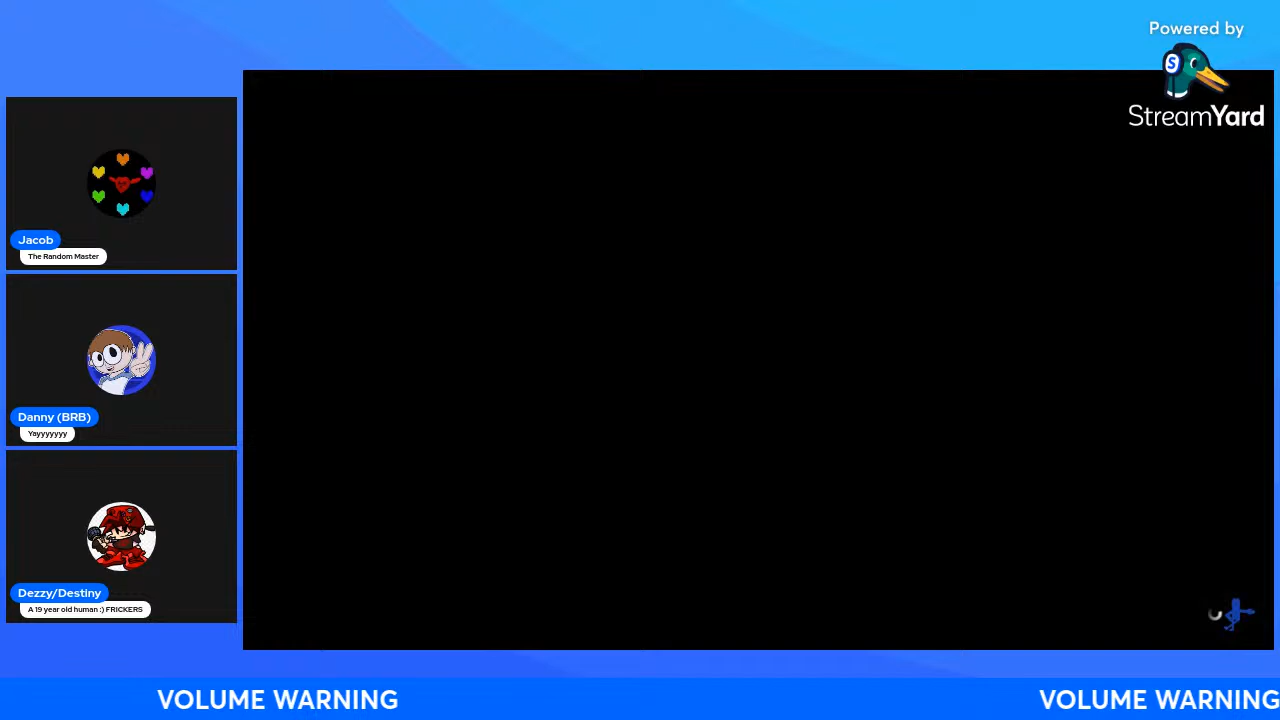 Powered by
StreamYard
Jacob
The Random Master
Danny (BRB)
Yayyyyyyy
Dezzy/Destiny
A 19 year old human :) FRICKERS
VOLUME WARNING
VOLUME WARNING